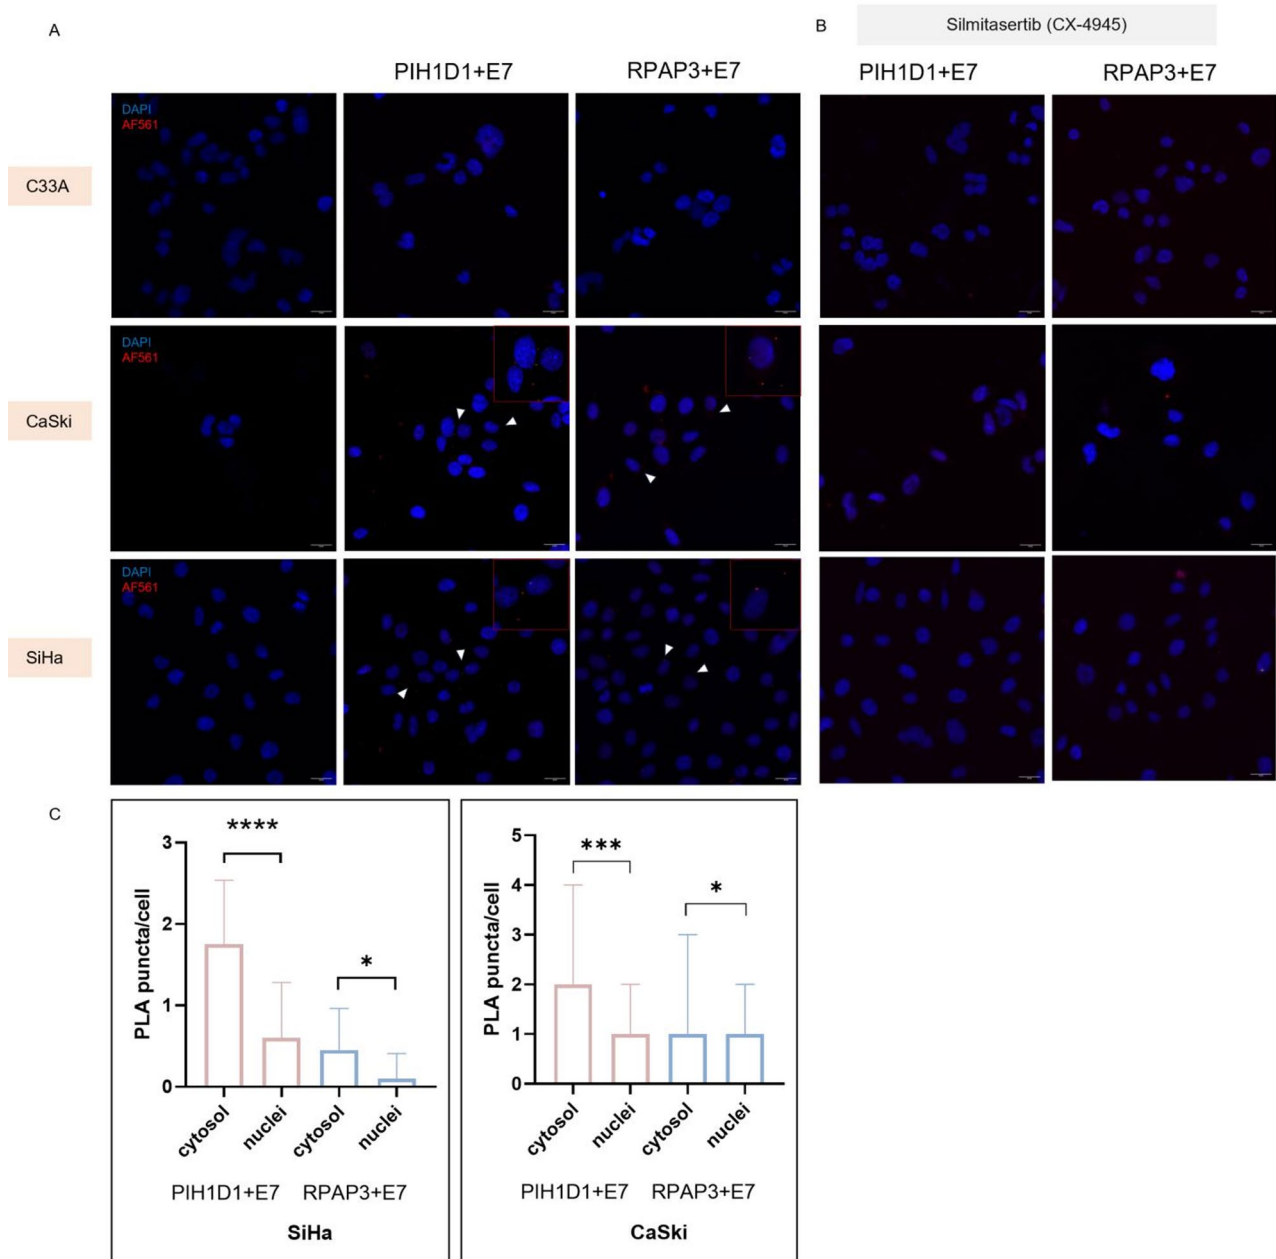 A
B
Silmitasertib (CX-4945)
PIH1D1+E7
RPAP3+E7
PIH1D1+E7
RPAP3+E7
DAPI
AF561
C33A
DAPI
AF561
CaSki
DAPI
AF561
SiHa
C
PLA puncta/cell
3
2
1
0
****
*
cytosol
nuclei
cytosol
nuclei
PIH1D1+E7
RPAP3+E7
SiHa
PLA puncta/cell
5
4
3
2
1
0
***
*
cytosol
nuclei
cytosol
nuclei
PIH1D1+E7
RPAP3+E7
CaSki